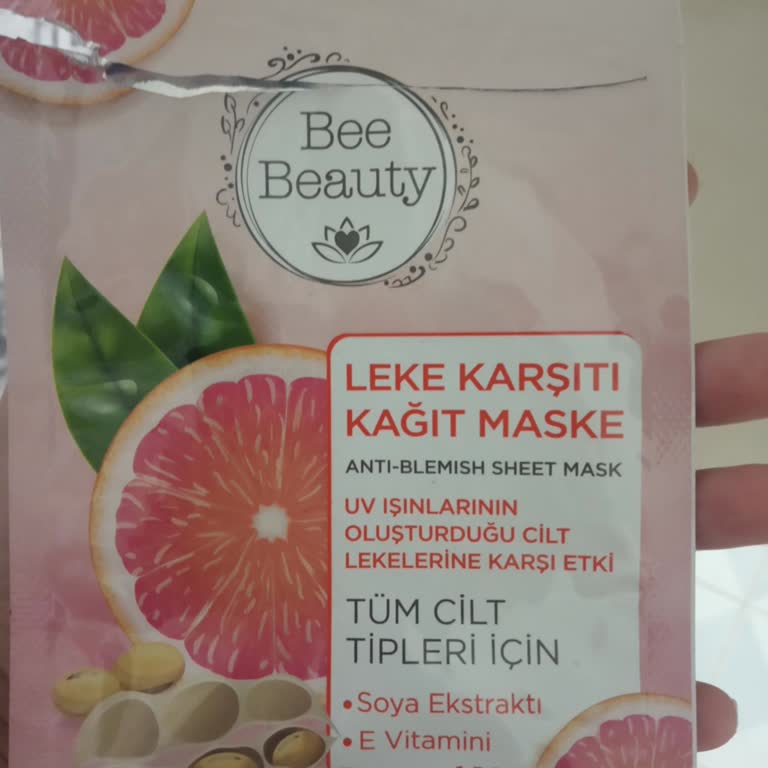 Bee
Beauty
LEKE KARŞITI
KAĞIT MASKE
ANTI-BLEMISH SHEET MASK
UV IŞINLARININ
OLUŞTURDUĞU CİLT
LEKELERİNE KARŞI ETKİ
TÜM CİLT
TİPLERİ İÇİN
• Soya Ekstraktı
• E Vitamini